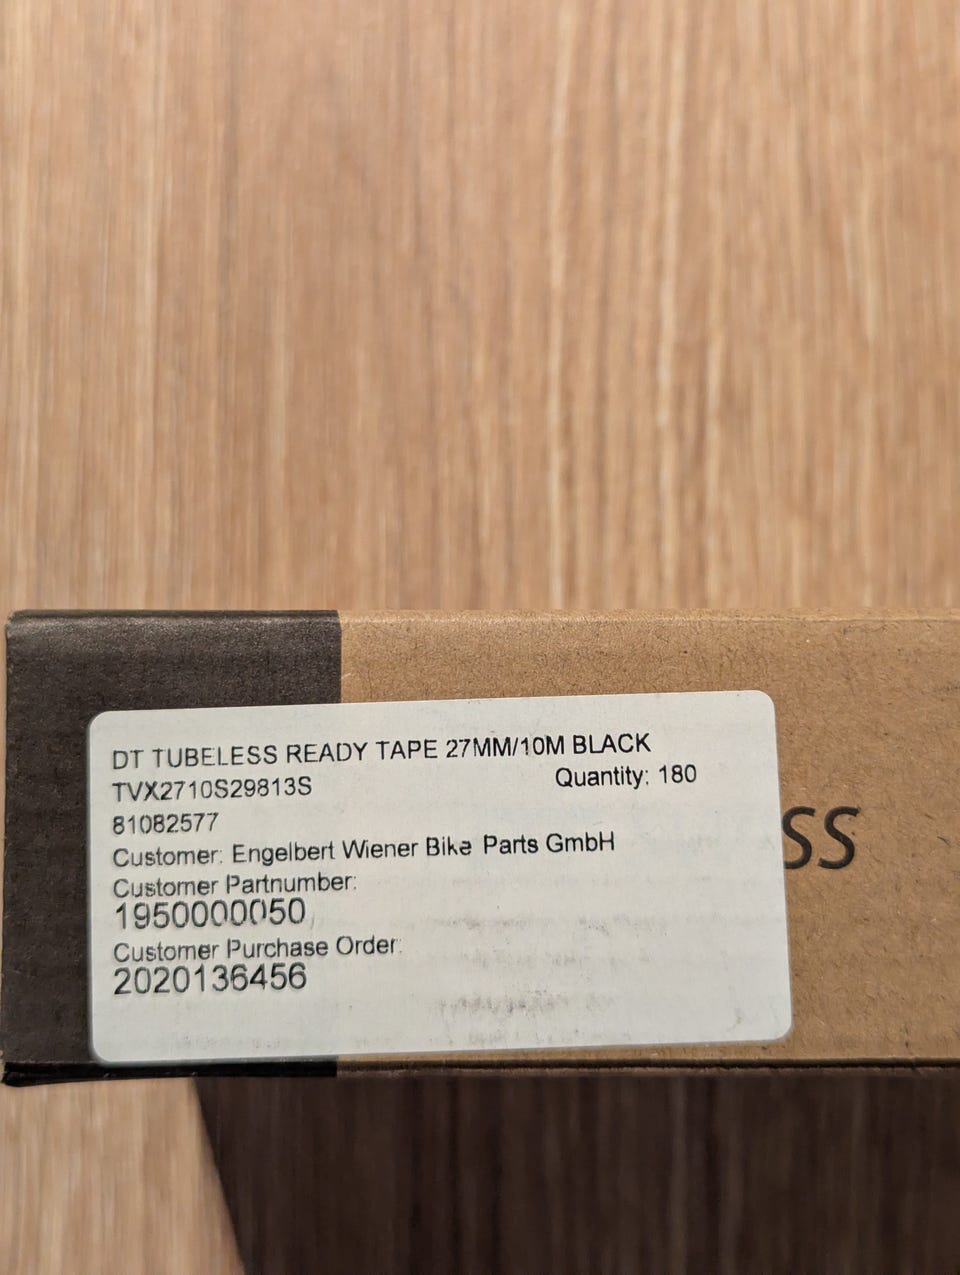 DT TUBELESS READY TAPE 27MM/10M BLACK
TVX2710S29813S Quantity: 180
81082577
Customer: Engelbert Wiener Bike Parts GmbH
Customer Partnumber:
1950000050
Customer Purchase Order:
2020136456
SS